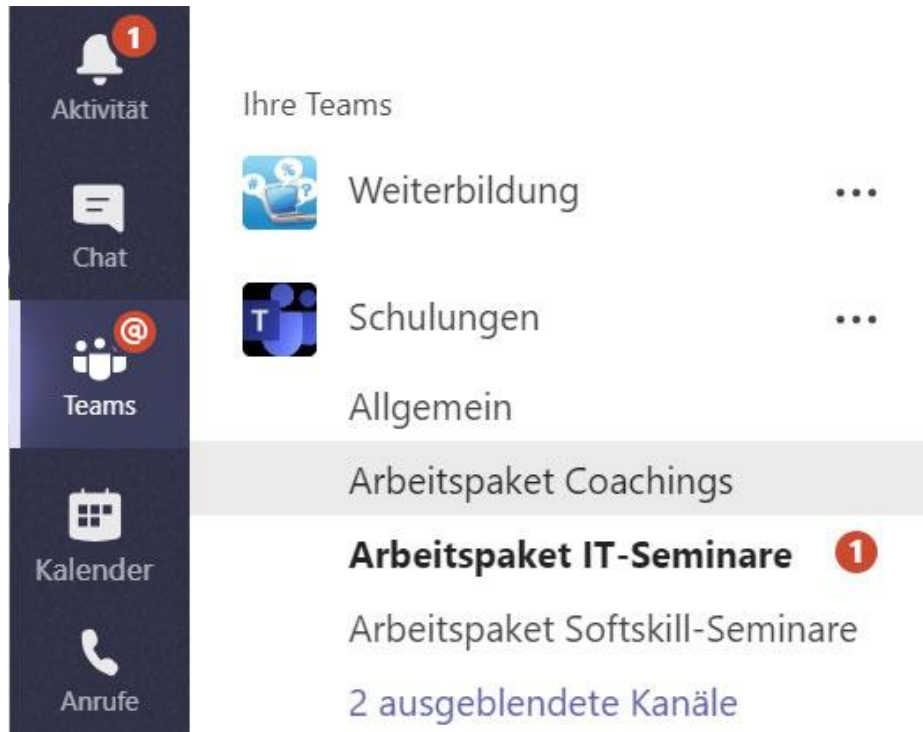 1
Aktivität
Chat
@
Teams
Kalender
Anrufe
Ihre Teams
# % ?
Weiterbildung
T
Schulungen
Allgemein
Arbeitspaket Coachings
Arbeitspaket IT-Seminare 1
Arbeitspaket Softskill-Seminare
2 ausgeblendete Kanäle